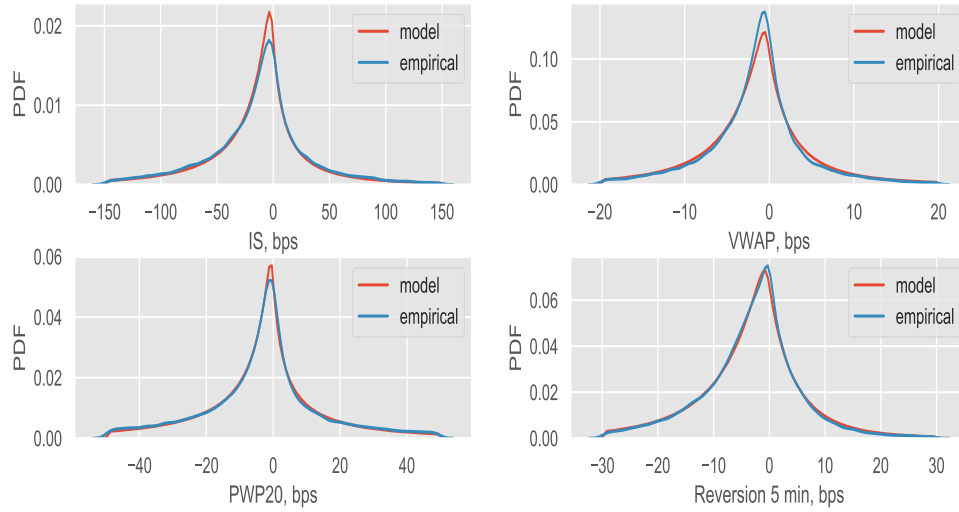 0.02
0.01
0.00
PDF
model
empirical
−150
−100
−50
0
50
100
150
IS, bps
0.10
0.05
0.00
PDF
model
empirical
−20
−10
0
10
20
VWAP, bps
0.06
0.04
0.02
0.00
PDF
model
empirical
−40
−20
0
20
40
PWP20, bps
0.06
0.04
0.02
0.00
PDF
model
empirical
−30
−20
−10
0
10
20
30
Reversion 5 min, bps